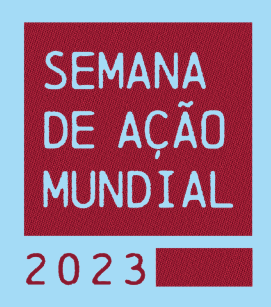 SEMANA
DE AÇÃO
MUNDIAL
2023